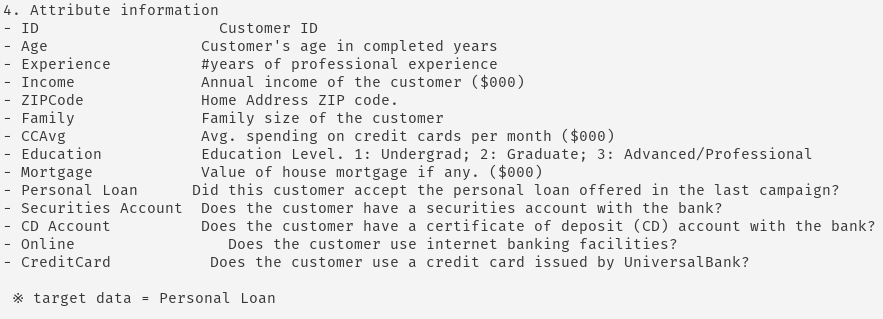 4. Attribute information
- ID Customer ID
- Age Customer's age in completed years
- Experience #years of professional experience
- Income Annual income of the customer ($000)
- ZIPCode Home Address ZIP code.
- Family Family size of the customer
- CCAvg Avg. spending on credit cards per month ($000)
- Education Education Level. 1: Undergrad; 2: Graduate; 3: Advanced/Professional
- Mortgage Value of house mortgage if any. ($000)
- Personal Loan Did this customer accept the personal loan offered in the last campaign?
- Securities Account Does the customer have a securities account with the bank?
- CD Account Does the customer have a certificate of deposit (CD) account with the bank?
- Online Does the customer use internet banking facilities?
- CreditCard Does the customer use a credit card issued by UniversalBank?
※ target data = Personal Loan